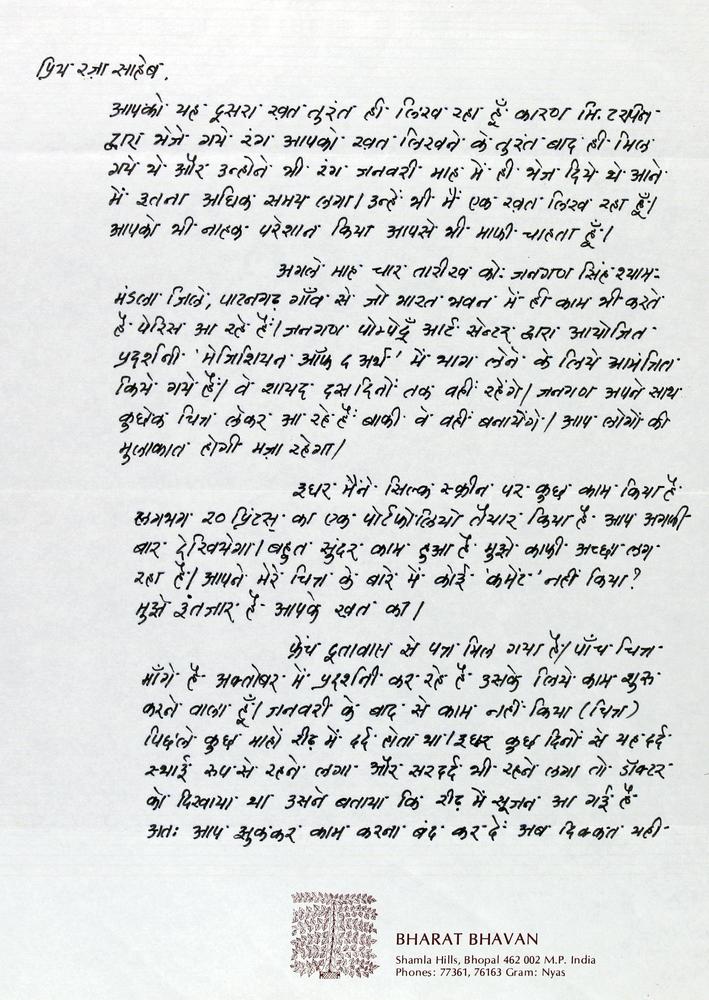 प्रिय रज़ा साहेब,
आपको यह दूसरा खत तुरंत ही लिख रहा हूँ कारण मि. टरपिन
द्वारा भेजे गये रंग आपको खत लिखने के तुरंत बाद ही मिल
गये थे और उन्होने भी रंग जनवरी माह में ही भेज दिये थे आने
में इतना अधिक समय लगा। उन्हें भी मैं एक खत लिख रहा हूँ।
आपको भी नाहक परेशान किया आपसे भी माफी चाहता हूँ।
अगले माह चार तारीख को जनगण सिंह श्याम
मंडला जिले, पाटनगढ़ गाँव से जो भारत भवन में ही काम भी करते
है पेरिस आ रहे हैं। जनगण पोम्पेदूँ आर्ट सेन्टर द्वारा आयोजित
प्रदर्शनी 'मेजिशियन ऑफ द अर्थ' में भाग लेने के लिये आमंत्रित
किये गये हैं। वे शायद दस दिनों तक वहीं रहेंगे। जनगण अपने साथ
कुछेक चित्र लेकर आ रहे हैं बाकी वे वहीं बनायेंगे। आप लोगों की
मुलाकात होगी मज़ा रहेगा।
इधर मैंने सिल्क स्क्रीन पर कुछ काम किया है
लगभग २० प्रिंटस् का एक पोर्टफोलियो तैयार किया है आप अगली
बार देखियेगा। बहुत सुंदर काम हुआ है मुझे काफी अच्छा लग
रहा है। आपने मेरे चित्र के बारे में कोई 'कमेंट' नहीं किया?
मुझे इंतजार है आपके खत का।
फ्रेंच दूतावास से पत्र मिल गया है। पाँच चित्र
माँगे है अक्तोबर में प्रदर्शनी कर रहे है उसके लिये काम शुरू
करने वाला हूँ। जनवरी के बाद से काम नहीं किया (चित्र)
पिछले कुछ माहों रीढ़ में दर्द होता था। इधर कुछ दिनों से यह दर्द
स्थाई रुप से रहने लगा और सरदर्द भी रहने लगा तो डॉक्टर
को दिखाया था उसने बताया कि रीढ़ में सूजन आ गई है
अतः आप झुककर काम करना बंद कर दें अब दिक्कत यही
BHARAT BHAVAN
Shamla Hills, Bhopal 462 002 M.P. India
Phones: 77361, 76163 Gram: Nyas